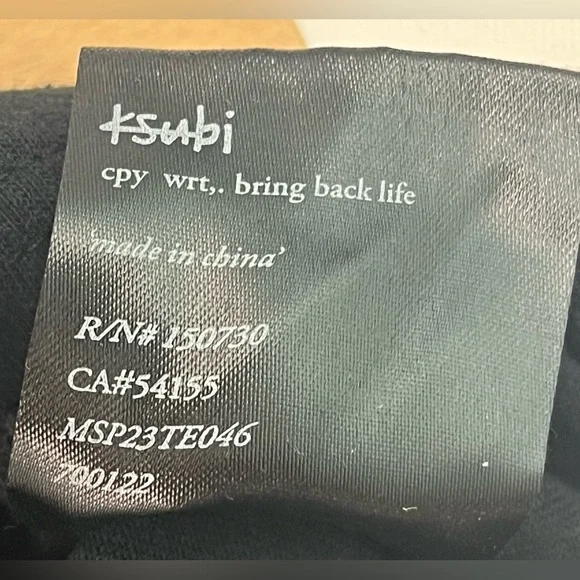 ksubi
cpy wrt,. bring back life
'made in china'
R/N# 150730
CA#54155
MSP23TE046
700122